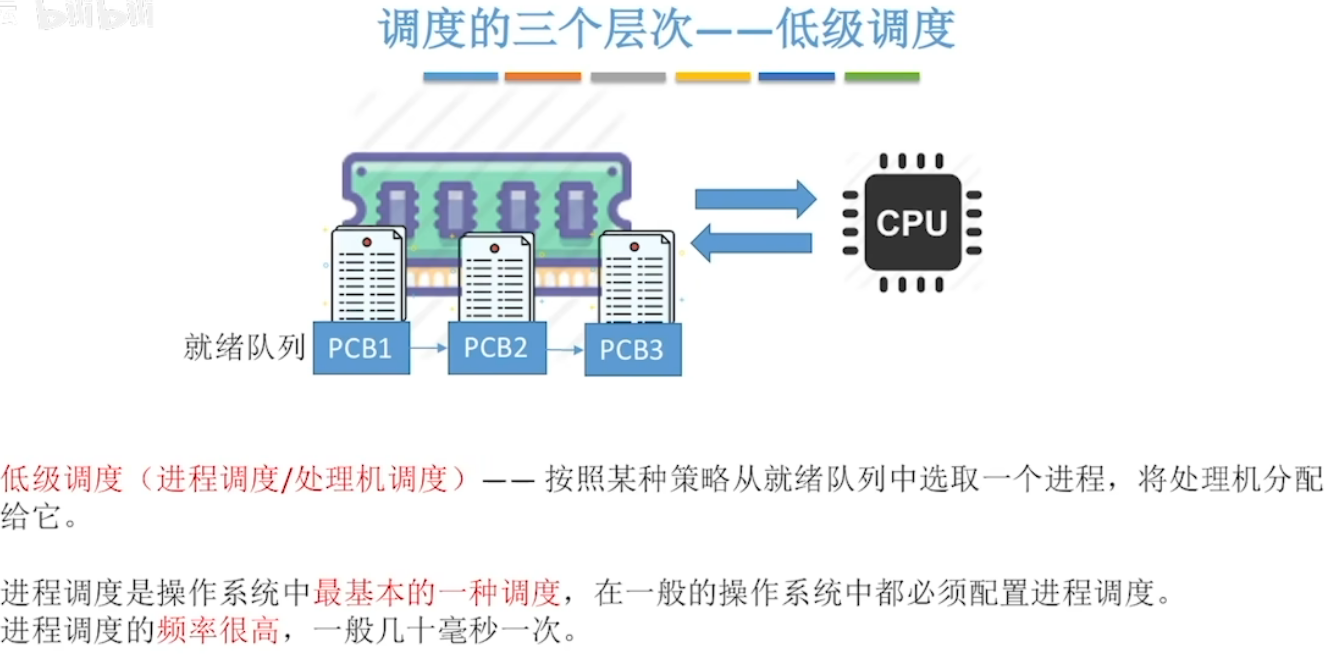 bilibili
调度的三个层次——低级调度
CPU
就绪队列 PCB1 PCB2 PCB3
低级调度（进程调度/处理机调度）—— 按照某种策略从就绪队列中选取一个进程，将处理机分配
给它。
进程调度是操作系统中最基本的一种调度，在一般的操作系统中都必须配置进程调度。
进程调度的频率很高，一般几十毫秒一次。